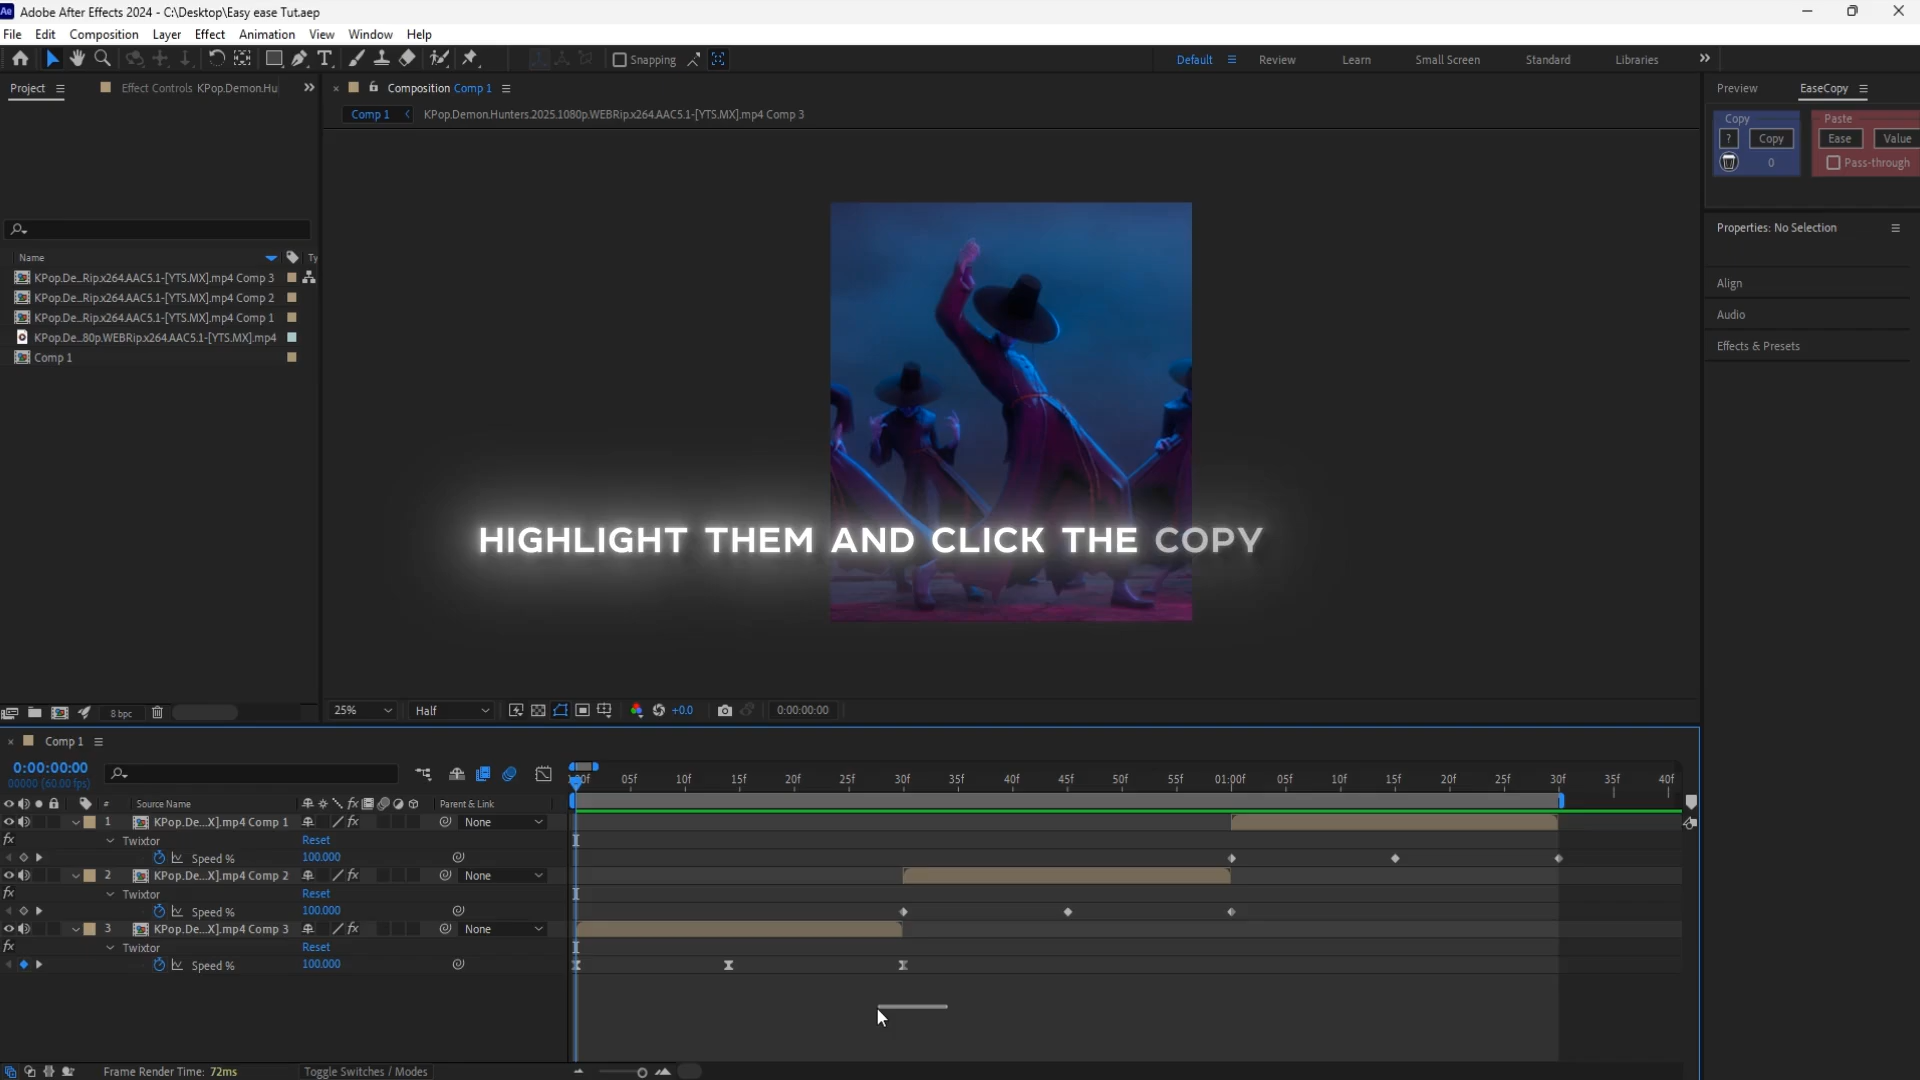 Ae Adobe After Effects 2024 - C:\Desktop\Easy ease Tut.aep
File Edit Composition Layer Effect Animation View Window Help
Snapping
Default Review Learn Small Screen Standard Libraries
Project Effect Controls KPop.Demon.Hu
Composition Comp 1
Comp 1 KPop.Demon.Hunters.2025.1080p.WEBRip.x264.AAC5.1-[YTS.MX].mp4 Comp 3
Preview EaseCopy
Copy Paste
? Copy Ease Value
0 Pass-through
Properties: No Selection
Align
Audio
Effects & Presets
Name Ty
KPop.De...Rip.x264.AAC5.1-[YTS.MX].mp4 Comp 3
KPop.De...Rip.x264.AAC5.1-[YTS.MX].mp4 Comp 2
KPop.De...Rip.x264.AAC5.1-[YTS.MX].mp4 Comp 1
KPop.De...80p.WEBRip.x264.AAC5.1-[YTS.MX].mp4
Comp 1
HIGHLIGHT THEM AND CLICK THE COPY
8 bpc
25% Half +0.0 0:00:00:00
Comp 1
0:00:00:00
00000 (60.00 fps)
:00f 05f 10f 15f 20f 25f 30f 35f 40f 45f 50f 55f 01:00f 05f 10f 15f 20f 25f 30f 35f 40f
# Source Name fx Parent & Link
1 KPop.De...X].mp4 Comp 1 fx None
fx Twixtor Reset
Speed % 100.000
2 KPop.De...X].mp4 Comp 2 fx None
fx Twixtor Reset
Speed % 100.000
3 KPop.De...X].mp4 Comp 3 fx None
fx Twixtor Reset
Speed % 100.000
Frame Render Time: 72ms Toggle Switches / Modes